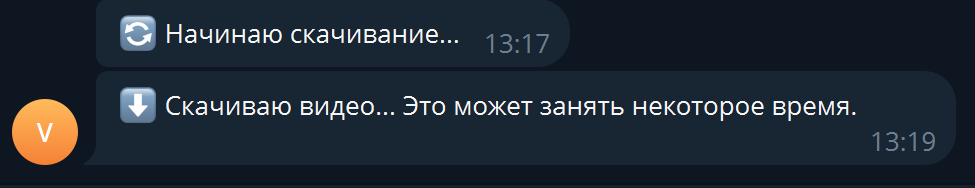 🔄 Начинаю скачивание... 13:17
⬇️ Скачиваю видео... Это может занять некоторое время.
13:19
V